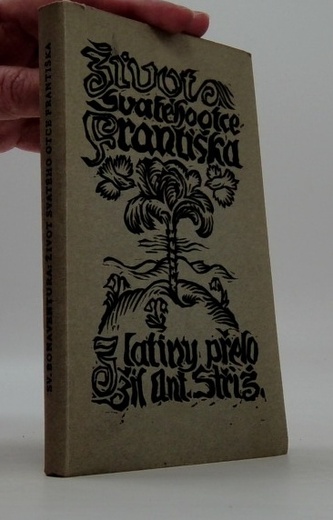 Život
Svatého otce
Františka
Z latiny přelo
žil Ant. Stříž.
SV. BONAVENTURA: ŽIVOT SVATÉHO OTCE FRANTIŠKA